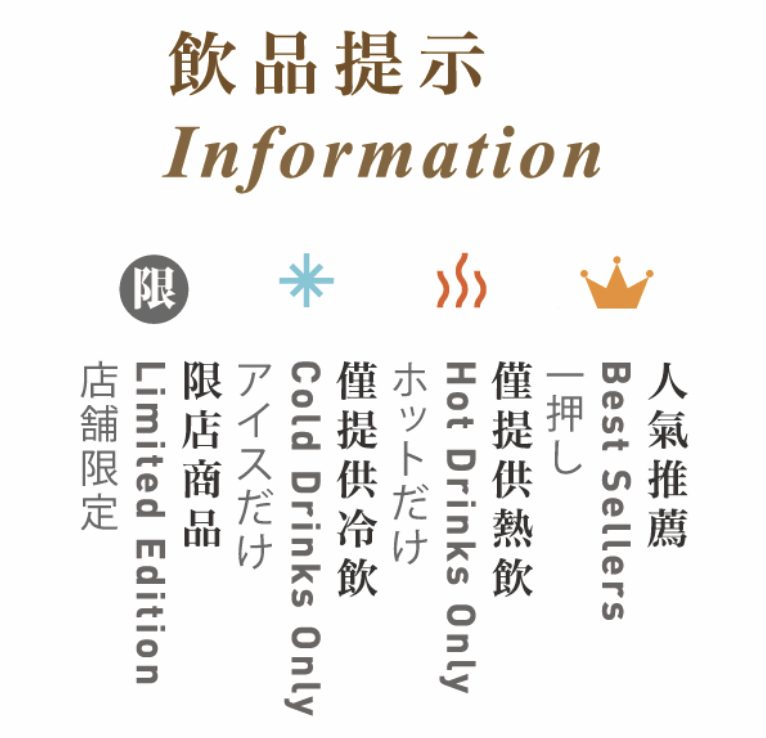 飲品提示
Information
人氣推薦
Best Sellers
一押し
僅提供熱飲
Hot Drinks Only
ホットだけ
僅提供冷飲
Cold Drinks Only
アイスだけ
限
限店商品
Limited Edition
店舗限定